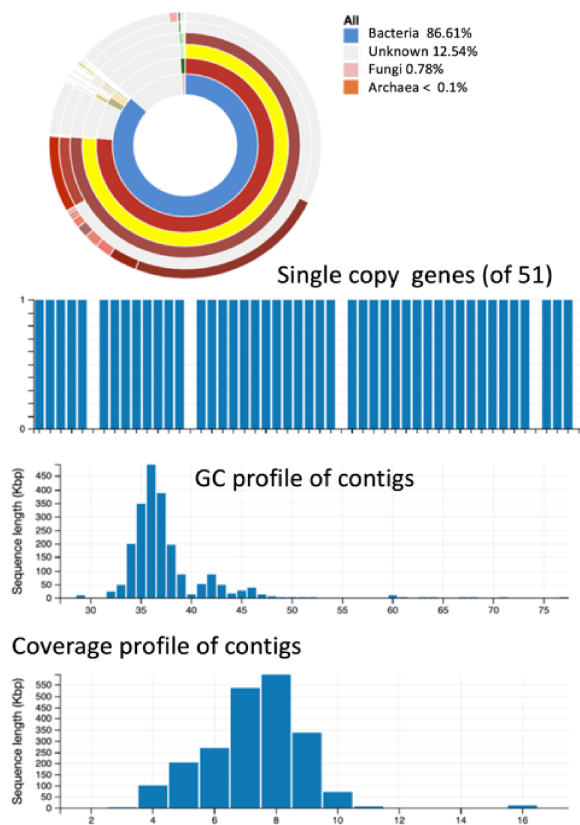 All
Bacteria 86.61%
Unknown 12.54%
Fungi 0.78%
Archaea < 0.1%
Single copy genes (of 51)
1
0
GC profile of contigs
Sequence length (Kbp)
450
400
350
300
250
200
150
100
50
0
30 35 40 45 50 55 60 65 70 75
Coverage profile of contigs
Sequence length (Kbp)
550
500
450
400
350
300
250
200
150
100
50
0
2 4 6 8 10 12 14 16